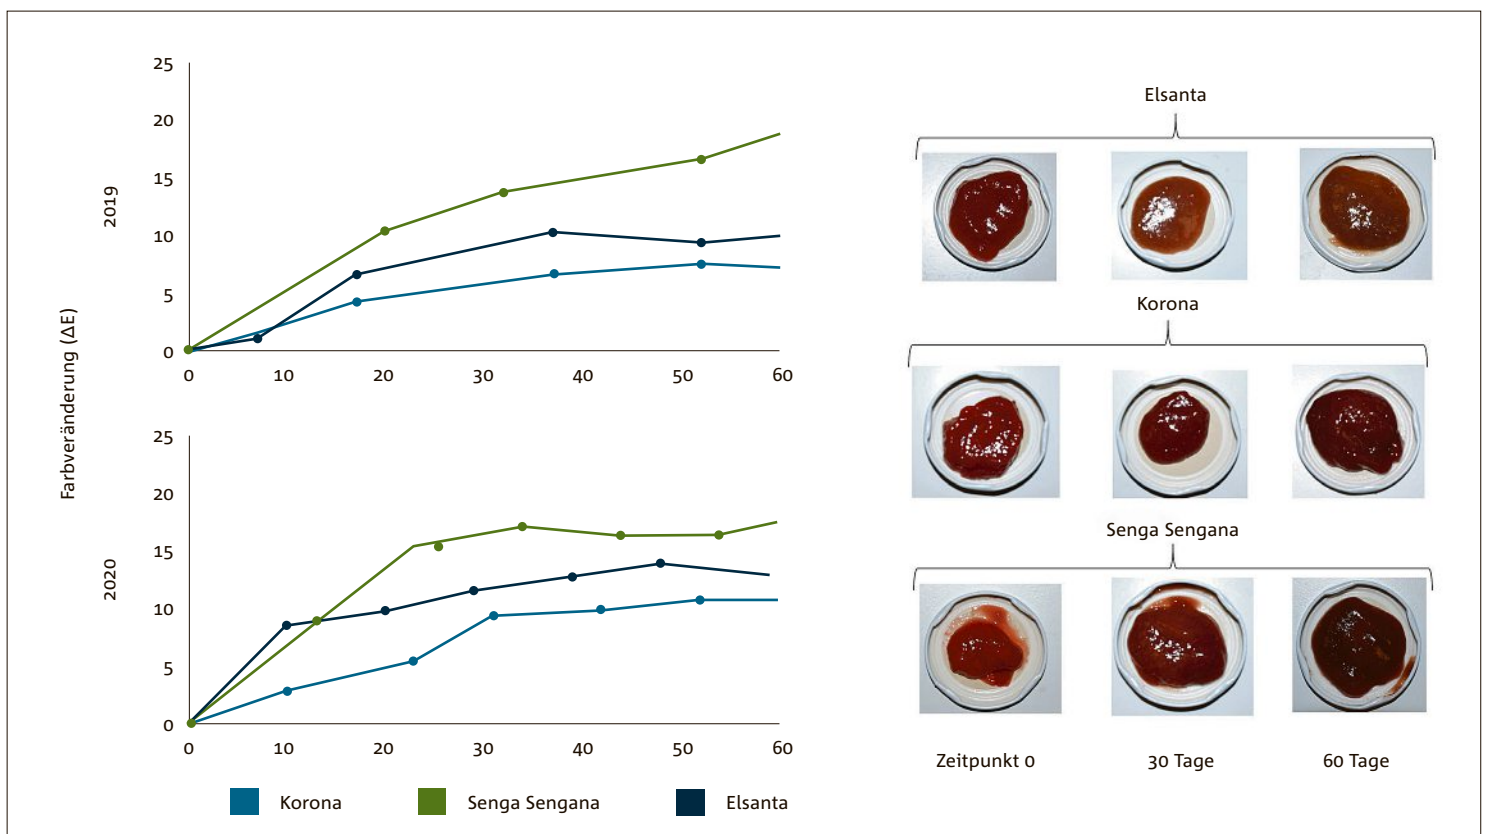 25
20
15
10
5
0
0 10 20 30 40 50 60
2019
Farbveränderung (ΔE)
25
20
15
10
5
0
0 10 20 30 40 50 60
2020
Korona Senga Sengana Elsanta
Elsanta
Korona
Senga Sengana
Zeitpunkt 0 30 Tage 60 Tage